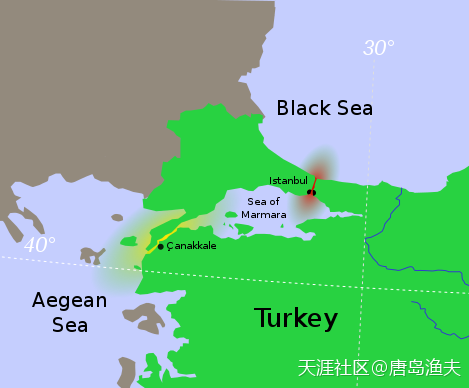 30°
Black Sea
Istanbul
Sea of
Marmara
40°
Çanakkale
Aegean
Sea
Turkey
天涯社区@唐岛渔夫